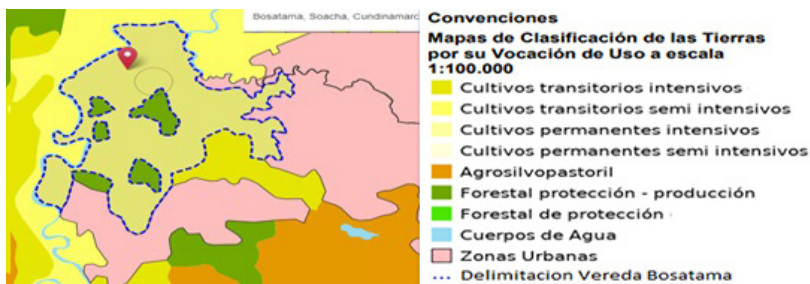 Bosatama, Soacha, Cundinamarc
Convenciones
Mapas de Clasificación de las Tierras
por su Vocación de Uso a escala
1:100.000
Cultivos transitorios intensivos
Cultivos transitorios semi intensivos
Cultivos permanentes intensivos
Cultivos permanentes semi intensivos
Agrosilvopastoril
Forestal protección - producción
Forestal de protección
Cuerpos de Agua
Zonas Urbanas
Delimitacion Vereda Bosatama